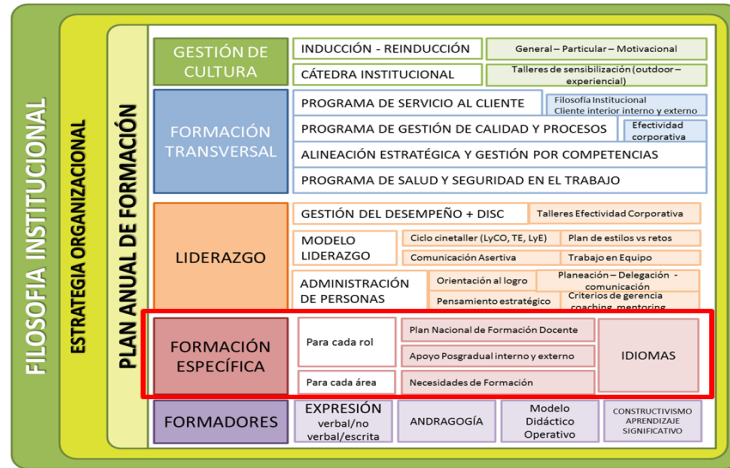 FILOSOFIA INSTITUCIONAL
ESTRATEGIA ORGANIZACIONAL
PLAN ANUAL DE FORMACIÓN
GESTIÓN DE
CULTURA
INDUCCIÓN - REINDUCCIÓN
General – Particular – Motivacional
CÁTEDRA INSTITUCIONAL
Talleres de sensibilización (outdoor –
experiencial)
FORMACIÓN
TRANSVERSAL
PROGRAMA DE SERVICIO AL CLIENTE
Filosofía Institucional
Cliente interior interno y externo
PROGRAMA DE GESTIÓN DE CALIDAD Y PROCESOS
Efectividad
corporativa
ALINEACIÓN ESTRATÉGICA Y GESTIÓN POR COMPETENCIAS
PROGRAMA DE SALUD Y SEGURIDAD EN EL TRABAJO
LIDERAZGO
GESTIÓN DEL DESEMPEÑO + DISC
Talleres Efectividad Corporativa
MODELO
LIDERAZGO
Ciclo cinetaller (LyCO, TE, LyE)
Plan de estilos vs retos
Comunicación Asertiva
Trabajo en Equipo
ADMINISTRACIÓN
DE PERSONAS
Orientación al logro
Planeación – Delegación -
comunicación
Pensamiento estratégico
Criterios de gerencia
coaching, mentoring
FORMACIÓN
ESPECÍFICA
Para cada rol
Plan Nacional de Formación Docente
Apoyo Posgradual interno y externo
Para cada área
Necesidades de Formación
IDIOMAS
FORMADORES
EXPRESIÓN
verbal/no
verbal/escrita
ANDRAGOGÍA
Modelo
Didáctico
Operativo
CONSTRUCTIVISMO
APRENDIZAJE
SIGNIFICATIVO